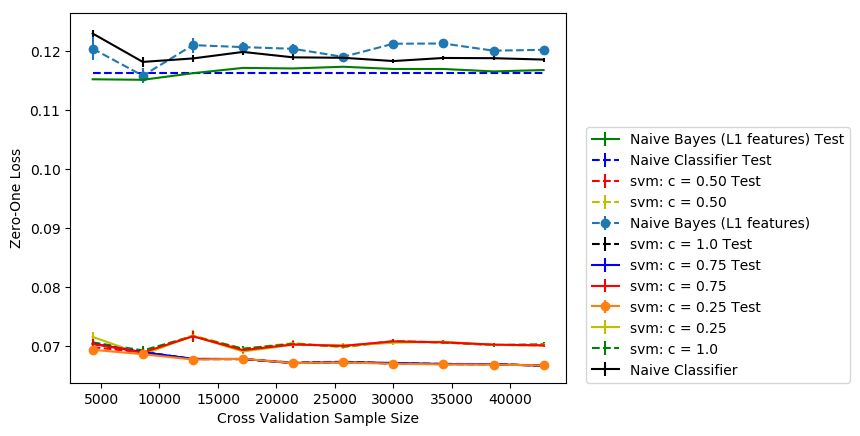 Zero-One Loss
0.12
0.11
0.10
0.09
0.08
0.07
5000 10000 15000 20000 25000 30000 35000 40000
Cross Validation Sample Size
Naive Bayes (L1 features) Test
Naive Classifier Test
svm: c = 0.50 Test
svm: c = 0.50
Naive Bayes (L1 features)
svm: c = 1.0 Test
svm: c = 0.75 Test
svm: c = 0.75
svm: c = 0.25 Test
svm: c = 0.25
svm: c = 1.0
Naive Classifier